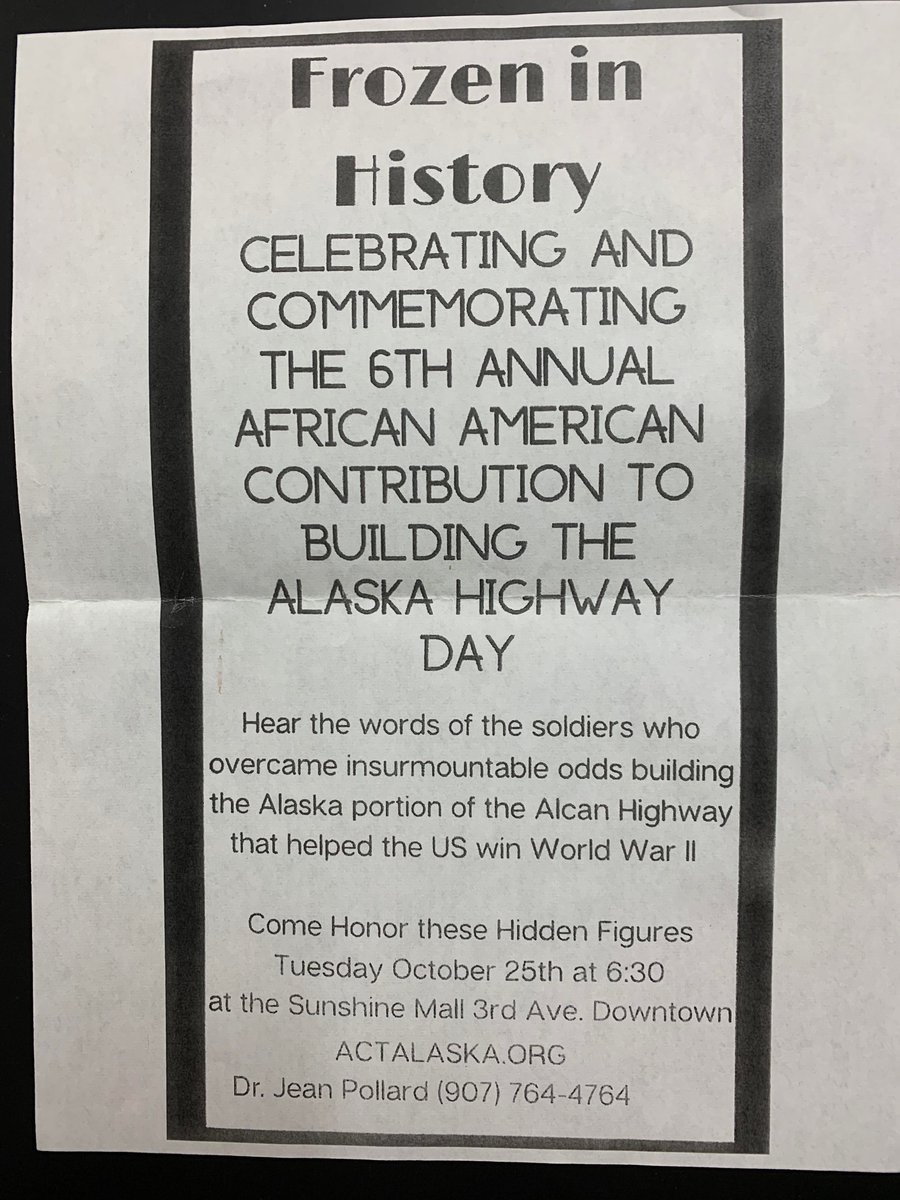 Frozen in
History
CELEBRATING AND
COMMEMORATING
THE 6TH ANNUAL
AFRICAN AMERICAN
CONTRIBUTION TO
BUILDING THE
ALASKA HIGHWAY
DAY
Hear the words of the soldiers who
overcame insurmountable odds building
the Alaska portion of the Alcan Highway
that helped the US win World War II
Come Honor these Hidden Figures
Tuesday October 25th at 6:30
at the Sunshine Mall 3rd Ave. Downtown
ACTALASKA.ORG
Dr. Jean Pollard (907) 764-4764